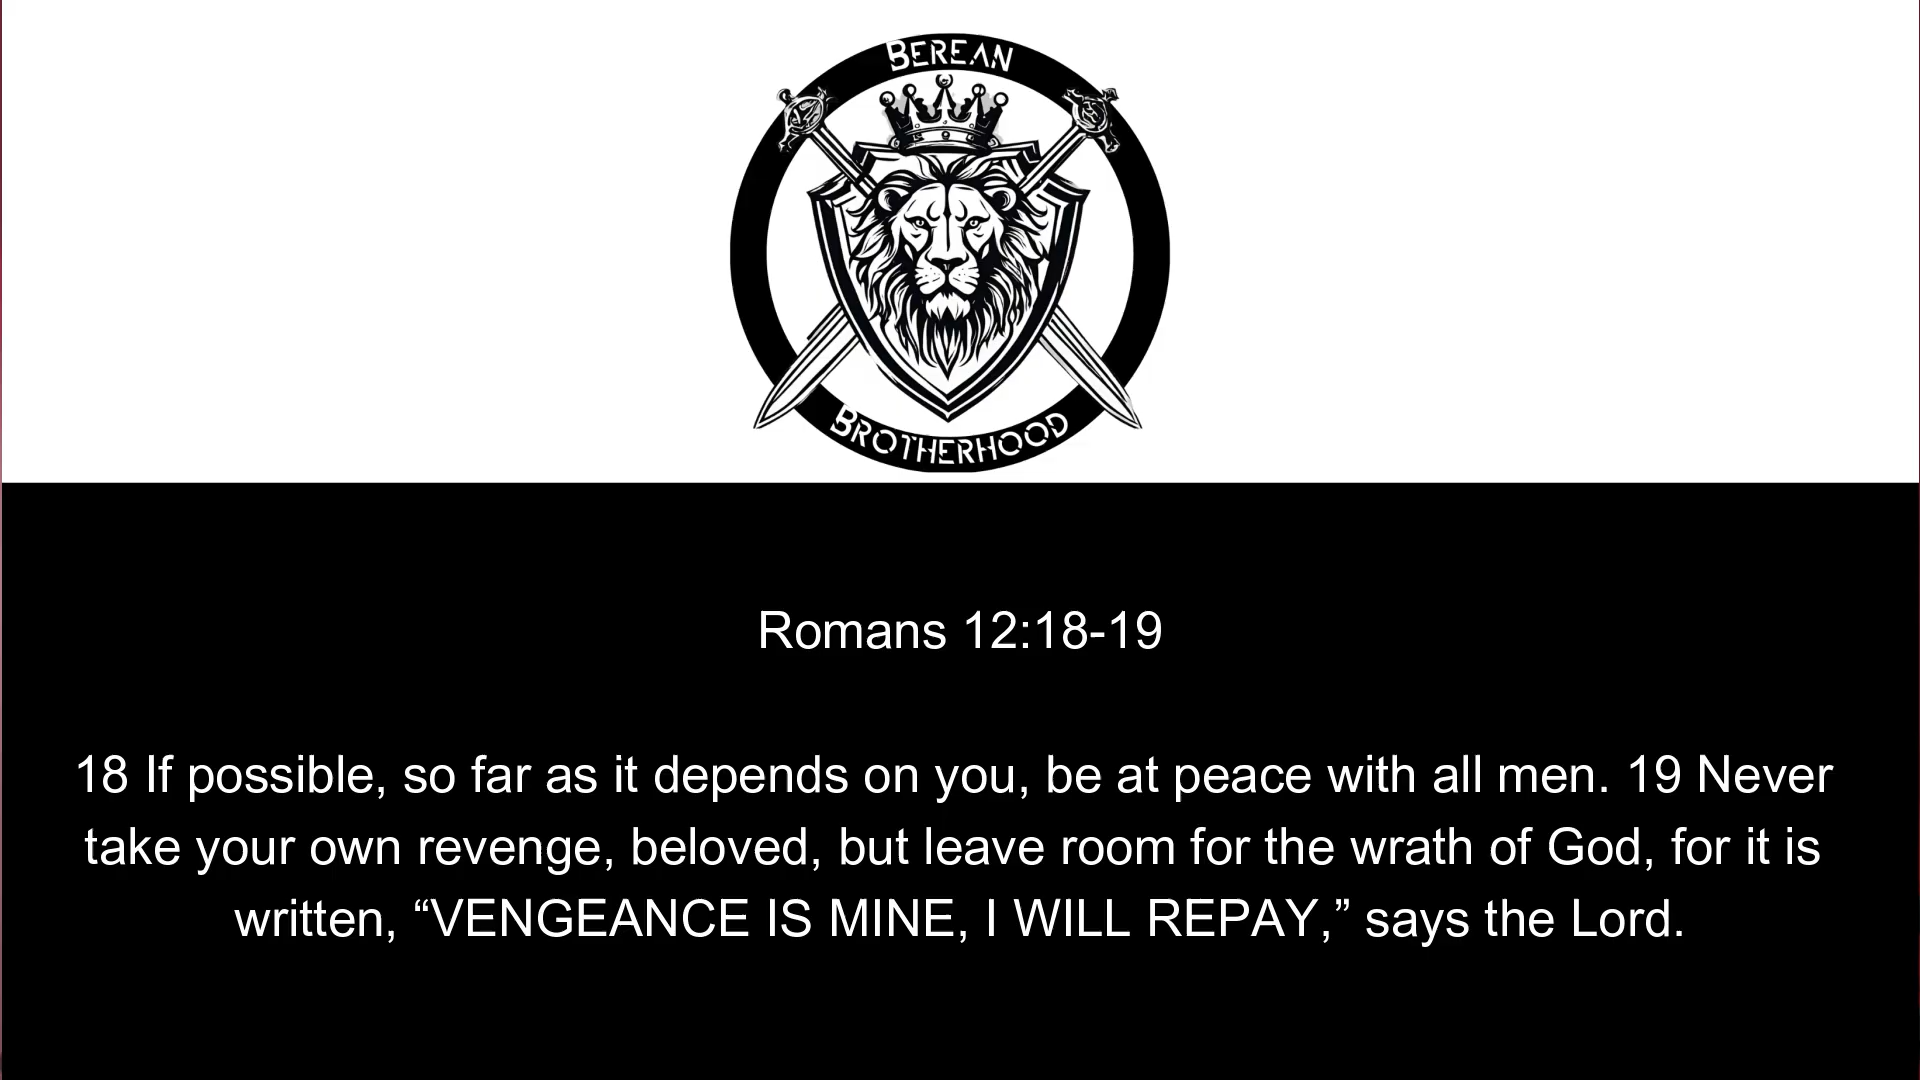 BEREAN
BROTHERHOOD
Romans 12:18-19
18 If possible, so far as it depends on you, be at peace with all men. 19 Never
take your own revenge, beloved, but leave room for the wrath of God, for it is
written, “VENGEANCE IS MINE, I WILL REPAY,” says the Lord.